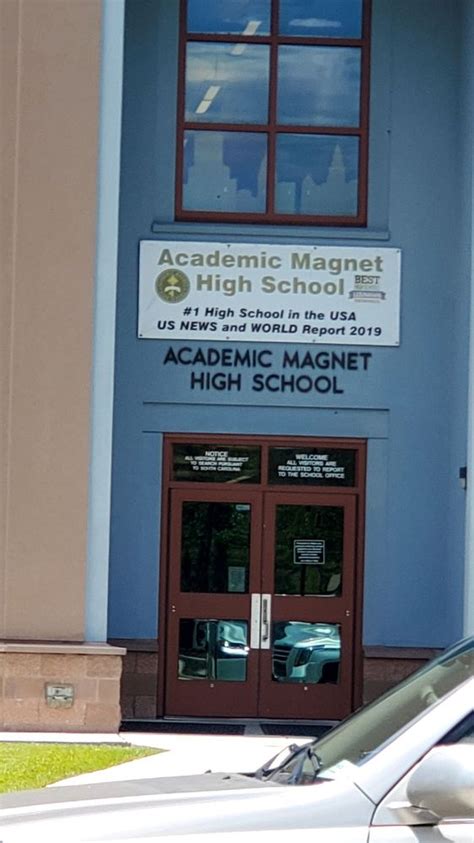 Academic Magnet
High School
BEST
#1 High School in the USA
US NEWS and WORLD Report 2019
ACADEMIC MAGNET
HIGH SCHOOL
NOTICE
ALL VISITORS ARE SUBJECT
TO SEARCH PURSUANT
TO SOUTH CAROLINA
WELCOME
ALL VISITORS ARE
REQUESTED TO REPORT
TO THE SCHOOL OFFICE